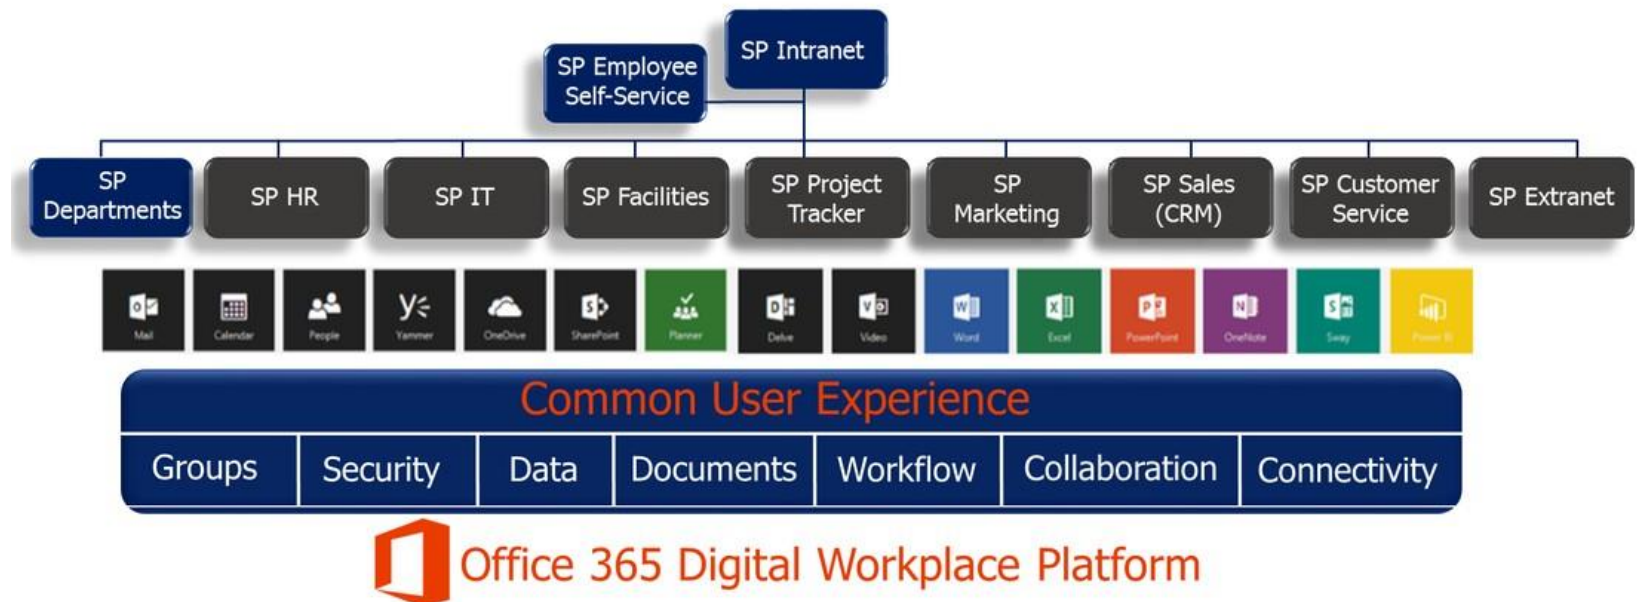 SP Intranet
SP Employee
Self-Service
SP
Departments
SP HR
SP IT
SP Facilities
SP Project
Tracker
SP
Marketing
SP Sales
(CRM)
SP Customer
Service
SP Extranet
Mail
Calendar
People
Yammer
OneDrive
SharePoint
Planner
Delve
Video
Word
Excel
PowerPoint
OneNote
Sway
Power BI
Common User Experience
Groups
Security
Data
Documents
Workflow
Collaboration
Connectivity
Office 365 Digital Workplace Platform